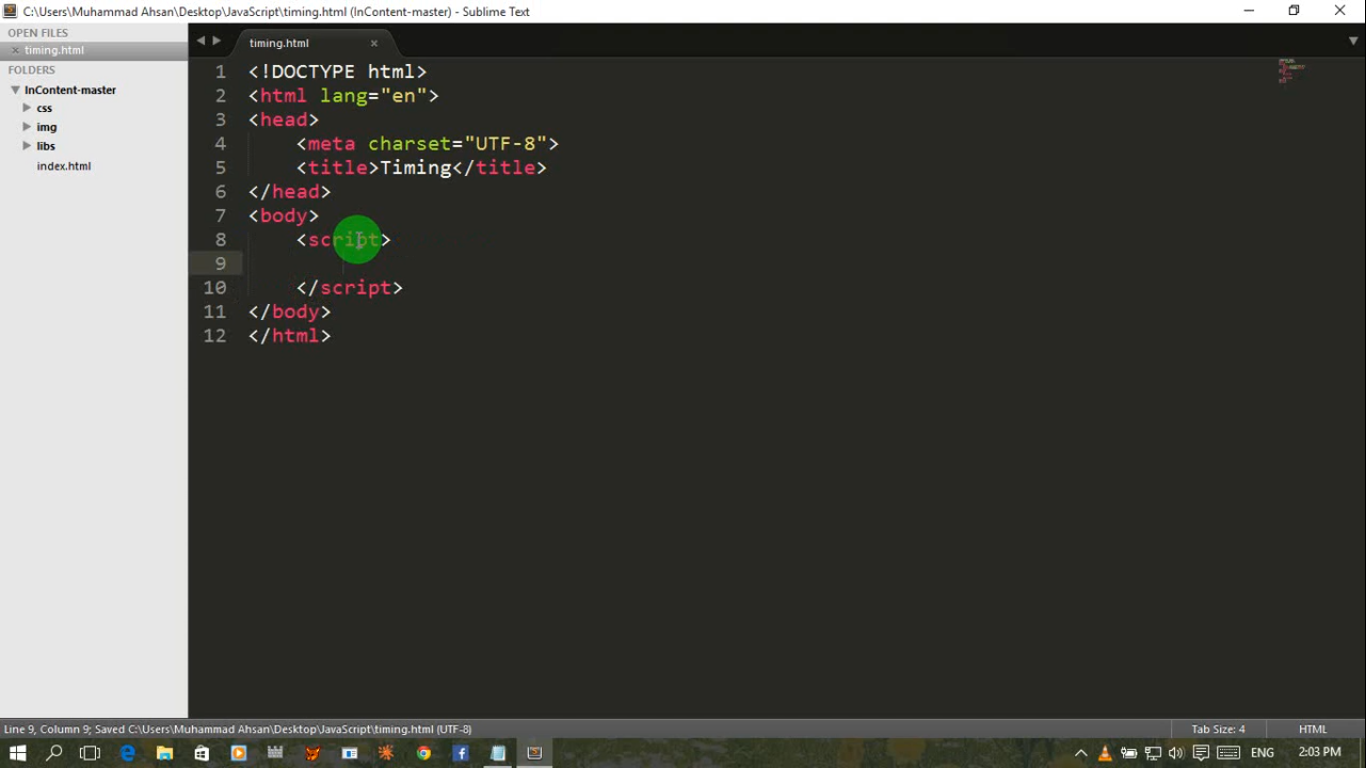 C:\Users\Muhammad Ahsan\Desktop\JavaScript\timing.html (InContent-master) - Sublime Text
OPEN FILES
timing.html
FOLDERS
InContent-master
css
img
libs
index.html
timing.html
1 <!DOCTYPE html>
2 <html lang="en">
3 <head>
4 <meta charset="UTF-8">
5 <title>Timing</title>
6 </head>
7 <body>
8 <script>
9
10 </script>
11 </body>
12 </html>
Line 9, Column 9; Saved C:\Users\Muhammad Ahsan\Desktop\JavaScript\timing.html (UTF-8)
Tab Size: 4
HTML
ENG
2:03 PM